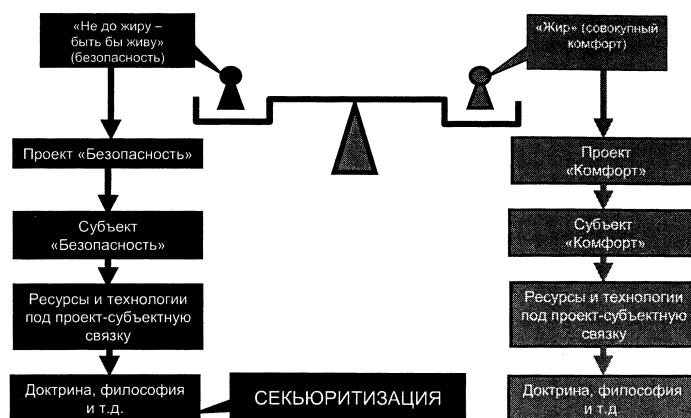 «Не до жиру –
быть бы живу»
(безопасность)
«Жир» (совокупный
комфорт)
Проект «Безопасность»
Проект
«Комфорт»
Субъект
«Безопасность»
Субъект
«Комфорт»
Ресурсы и технологии
под проект-субъектную
связку
Ресурсы и технологии
под проект-субъектную
связку
Доктрина, философия
и т.д.
СЕКЬЮРИТИЗАЦИЯ
Доктрина, философия
и т.д.